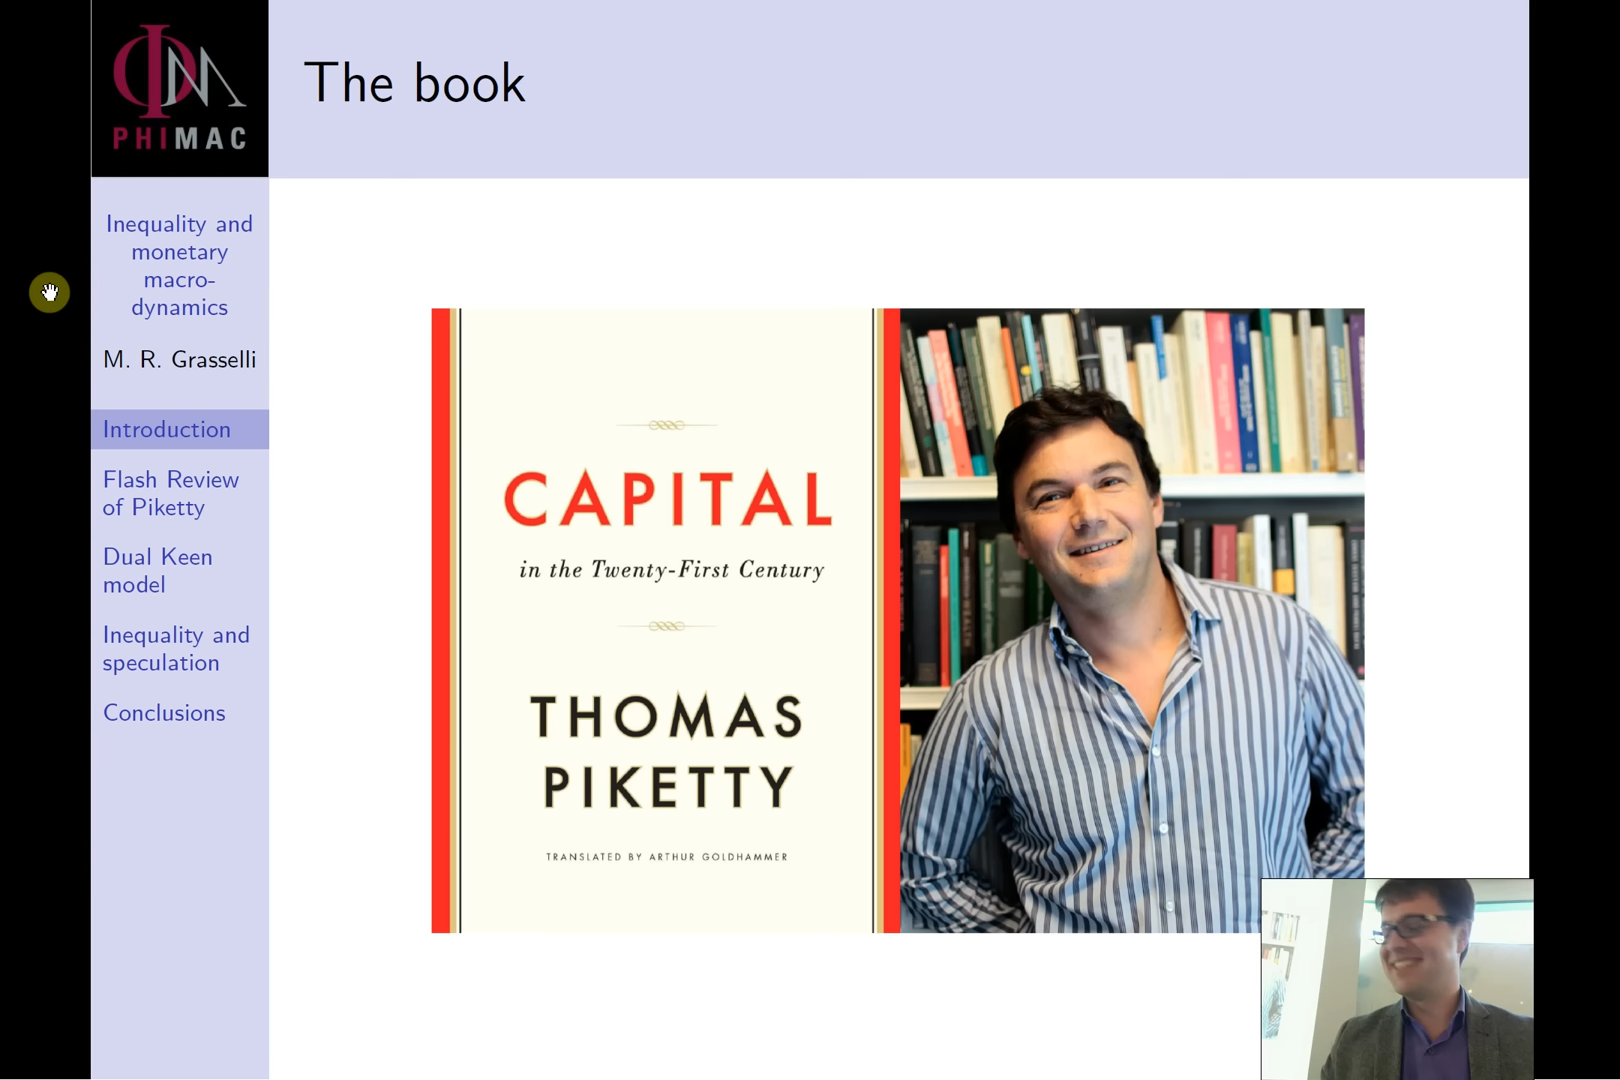 PHIMAC
The book
Inequality and
monetary
macro-
dynamics
M. R. Grasselli
Introduction
Flash Review
of Piketty
Dual Keen
model
Inequality and
speculation
Conclusions
CAPITAL
in the Twenty-First Century
THOMAS
PIKETTY
TRANSLATED BY ARTHUR GOLDHAMMER